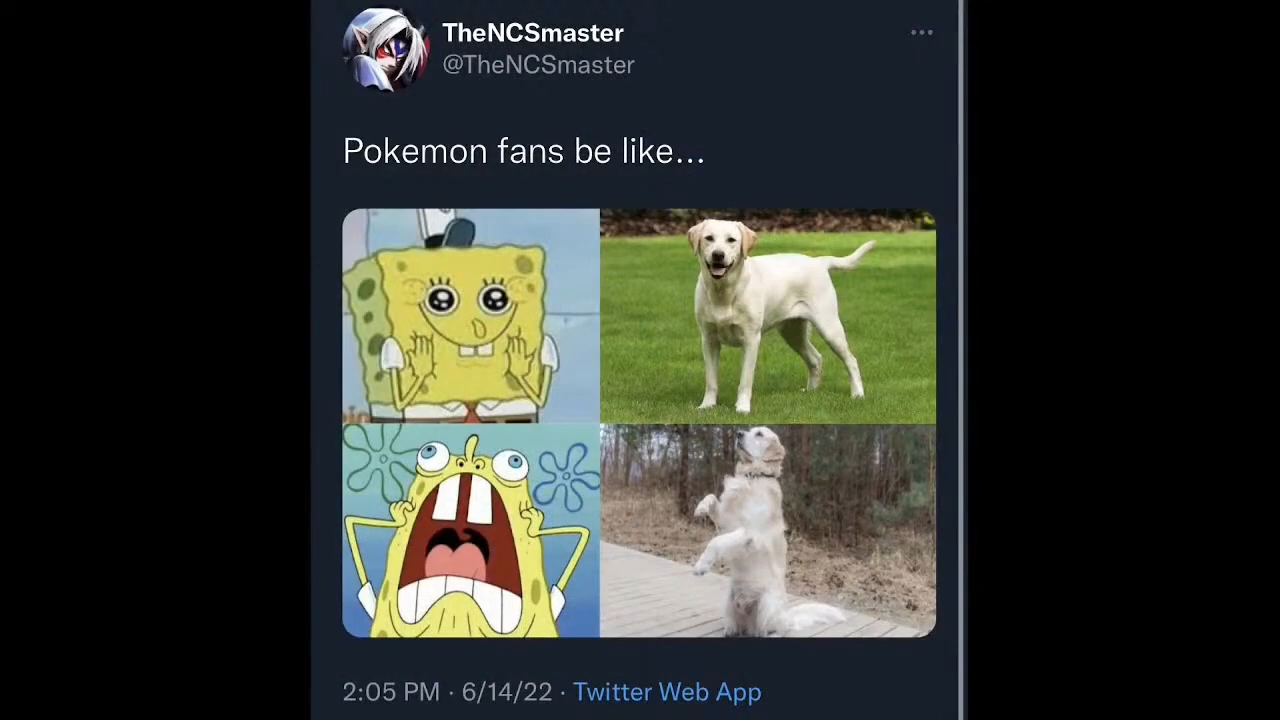 TheNCSmaster
@TheNCSmaster
Pokemon fans be like...
2:05 PM · 6/14/22 · Twitter Web App